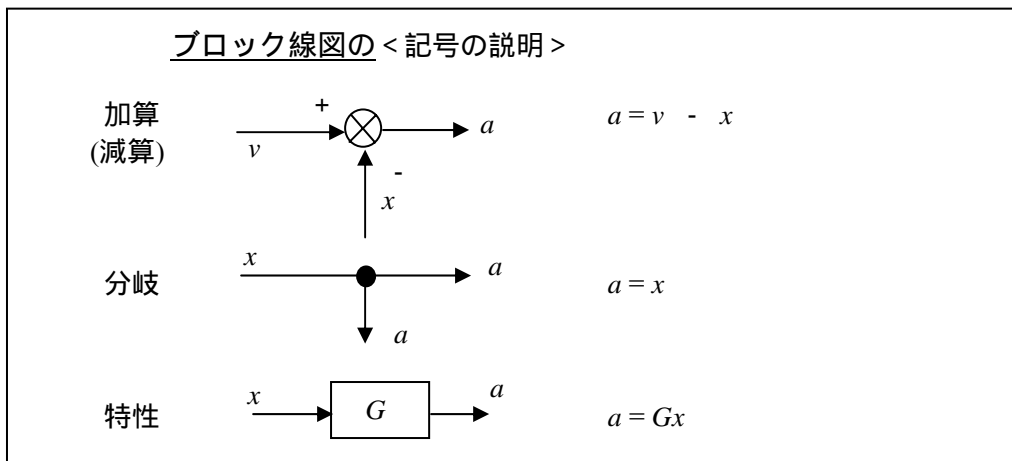 ブロック線図の < 記号の説明 >
加算
(減算)
+
v
a
-
x
a = v - x
分岐
x
a
a
a = x
特性
x
G
a
a = Gx